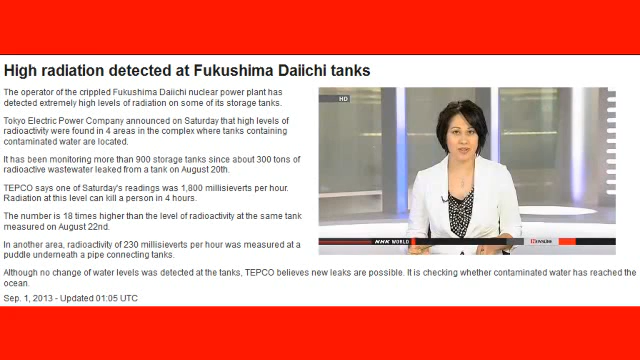 High radiation detected at Fukushima Daiichi tanks
The operator of the crippled Fukushima Daiichi nuclear power plant has
detected extremely high levels of radiation on some of its storage tanks.
Tokyo Electric Power Company announced on Saturday that high levels of
radioactivity were found in 4 areas in the complex where tanks containing
contaminated water are located.
It has been monitoring more than 900 storage tanks since about 300 tons of
radioactive wastewater leaked from a tank on August 20th.
TEPCO says one of Saturday's readings was 1,800 millisieverts per hour.
Radiation at this level can kill a person in 4 hours.
The number is 18 times higher than the level of radioactivity at the same tank
measured on August 22nd.
In another area, radioactivity of 230 millisieverts per hour was measured at a
puddle underneath a pipe connecting tanks.
HD
NHK WORLD
NEWSLINE
Although no change of water levels was detected at the tanks, TEPCO believes new leaks are possible. It is checking whether contaminated water has reached the
ocean.
Sep. 1, 2013 - Updated 01:05 UTC